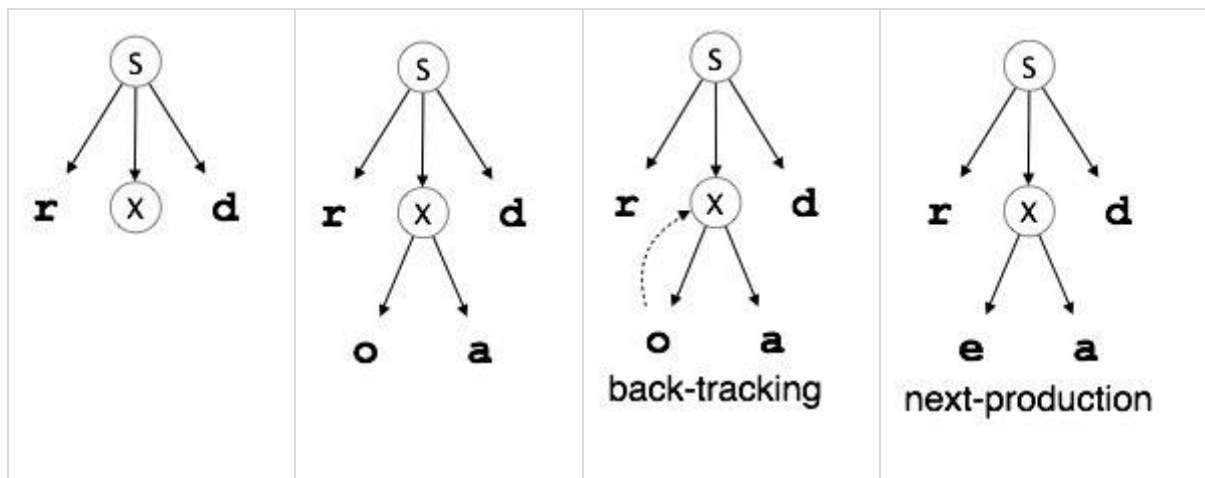 S
r X d
S
r X d
o a
S
r X d
o a
back-tracking
S
r X d
e a
next-production